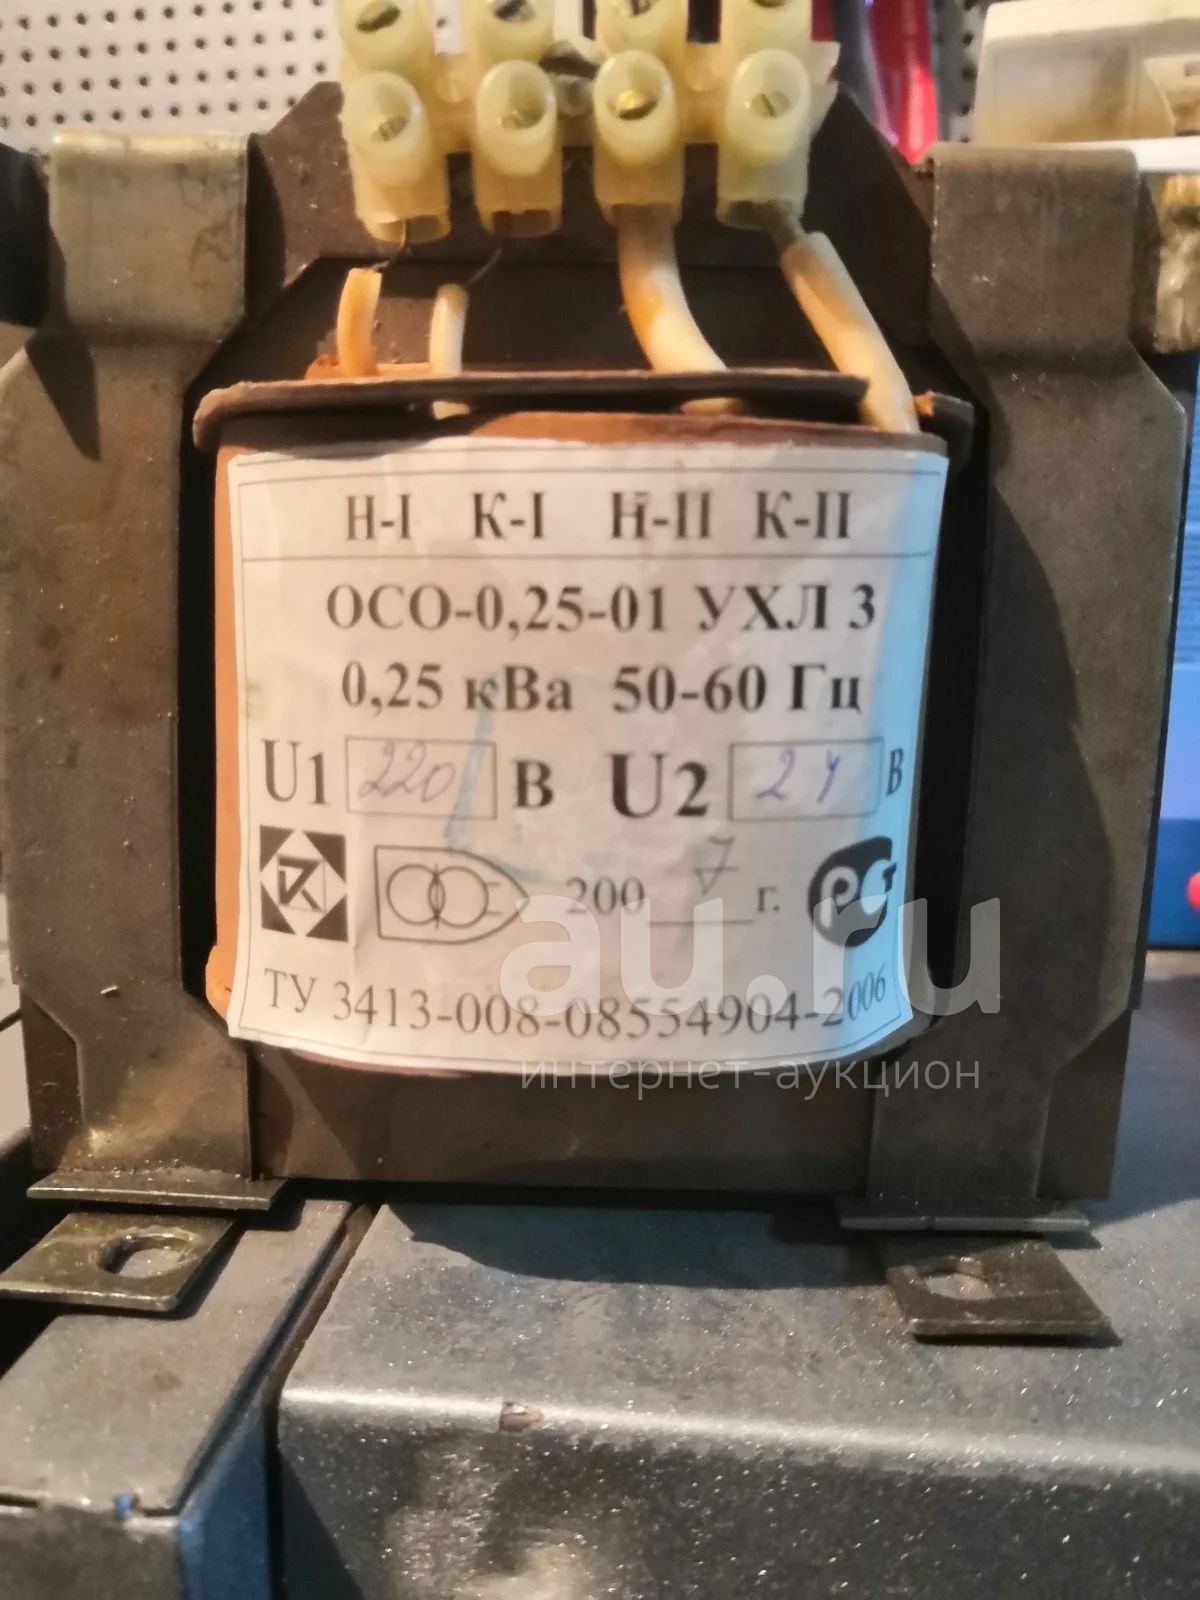 Н-I К-I Н-II К-II
ОСО-0,25-01 УХЛ 3
0,25 кВа 50-60 Гц
U1 220 В U2 24 В
200 7 г.
ТУ 3413-008-08554904-2006
au.ru
интернет-аукцион